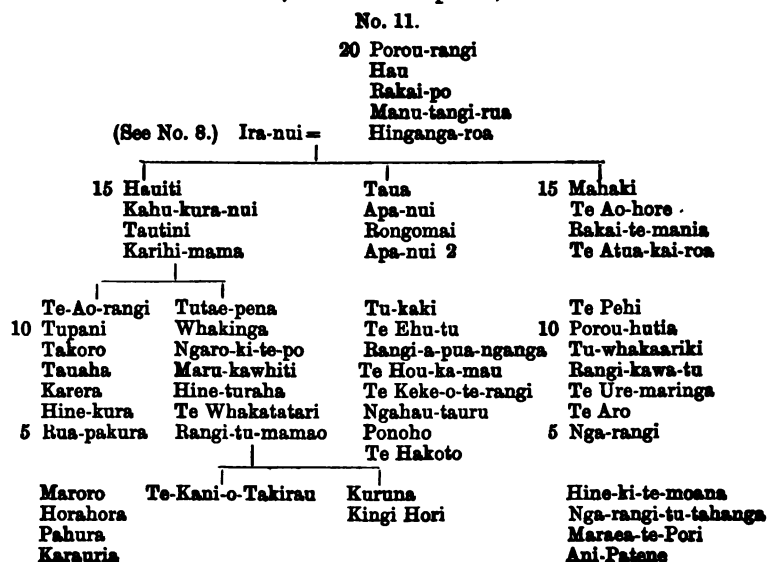 No. 11.
20 Porou-rangi
Hau
Rakai-po
Manu-tangi-rua
(See No. 8.) Ira-nui = Hinganga-roa
15 Hauiti Taua 15 Mahaki
Kahu-kura-nui Apa-nui Te Ao-hore
Tautini Rongomai Rakai-te-mania
Karihi-mama Apa-nui 2 Te Atua-kai-roa
Te-Ao-rangi Tutae-pena Tu-kaki Te Pehi
10 Tupani Whakinga Te Ehu-tu 10 Porou-hutia
Takoro Ngaro-ki-te-po Rangi-a-pua-nganga Tu-whakaariki
Tauaha Maru-kawhiti Te Hou-ka-mau Rangi-kawa-tu
Karera Hine-turaha Te Keke-o-te-rangi Te Ure-maringa
Hine-kura Te Whakatatari Ngahau-tauru Te Aro
5 Rua-pakura Rangi-tu-mamao Ponoho 5 Nga-rangi
Te Hakoto
Maroro Te-Kani-o-Takirau Kuruna Hine-ki-te-moana
Horahora Kingi Hori Nga-rangi-tu-tahanga
Pahura Maraea-te-Pori
Karauria Ani-Patene